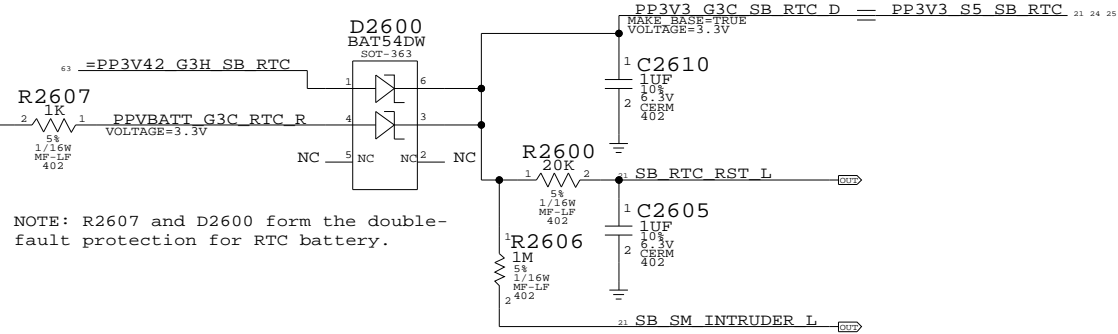 PP3V3_G3C_SB_RTC_D = PP3V3_S5_SB_RTC 21 24 25
MAKE_BASE=TRUE
VOLTAGE=3.3V
D2600
BAT54DW
SOT-363
63 =PP3V42_G3H_SB_RTC
1 6
R2607
1K
2 1
5%
1/16W
MF-LF
402
PPVBATT_G3C_RTC_R
VOLTAGE=3.3V
4 3
NC 5 NC NC 2 NC
1 C2610
1UF
10%
6.3V
2 CERM
402
R2600
20K
1 2
5%
1/16W
MF-LF
402
21 SB_RTC_RST_L OUT
NOTE: R2607 and D2600 form the double-
fault protection for RTC battery.
1 C2605
1UF
10%
6.3V
2 CERM
402
1 R2606
1M
5%
1/16W
MF-LF
2 402
21 SB_SM_INTRUDER_L OUT